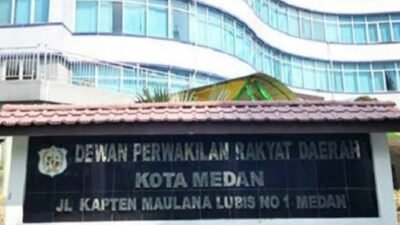 DEWAN PERWAKILAN RAKYAT DAERAH
KOTA MEDAN
JL KAPTEN MAULANA LUBIS NO 1 MEDAN